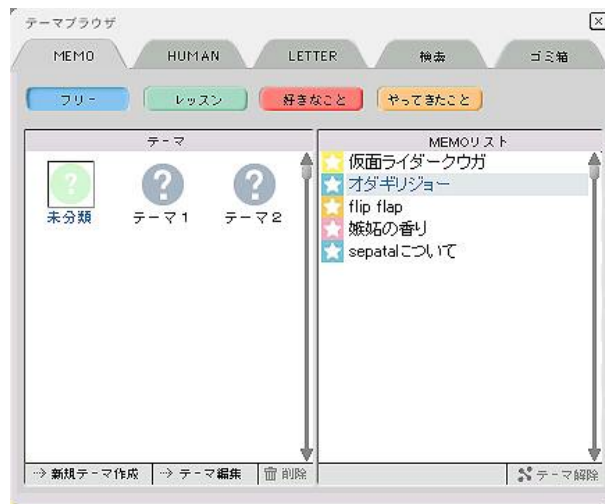 テーマブラウザ
MEMO HUMAN LETTER 検索 ゴミ箱
フリー レッスン 好きなこと やってきたこと
テーマ
未分類 テーマ1 テーマ2
MEMOリスト
仮面ライダークウガ
オダギリジョー
flip flap
嫉妬の香り
sepatalについて
新規テーマ作成 テーマ編集 削除 テーマ解除